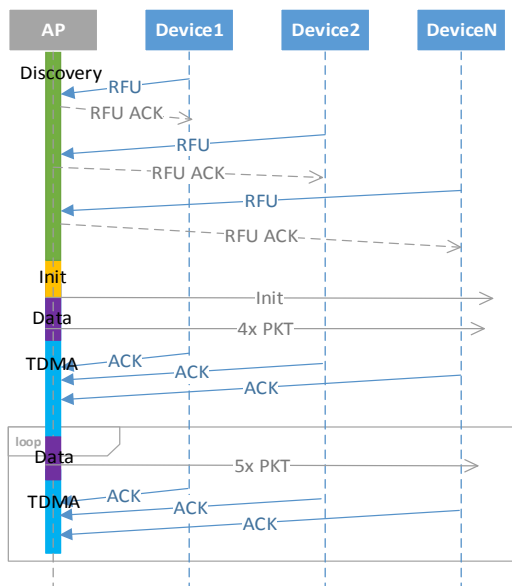 AP
Device1
Device2
DeviceN
Discovery
RFU
RFU ACK
RFU
RFU ACK
RFU
RFU ACK
Init
Init
Data
4x PKT
TDMA
ACK
ACK
ACK
loop
Data
5x PKT
TDMA
ACK
ACK
ACK